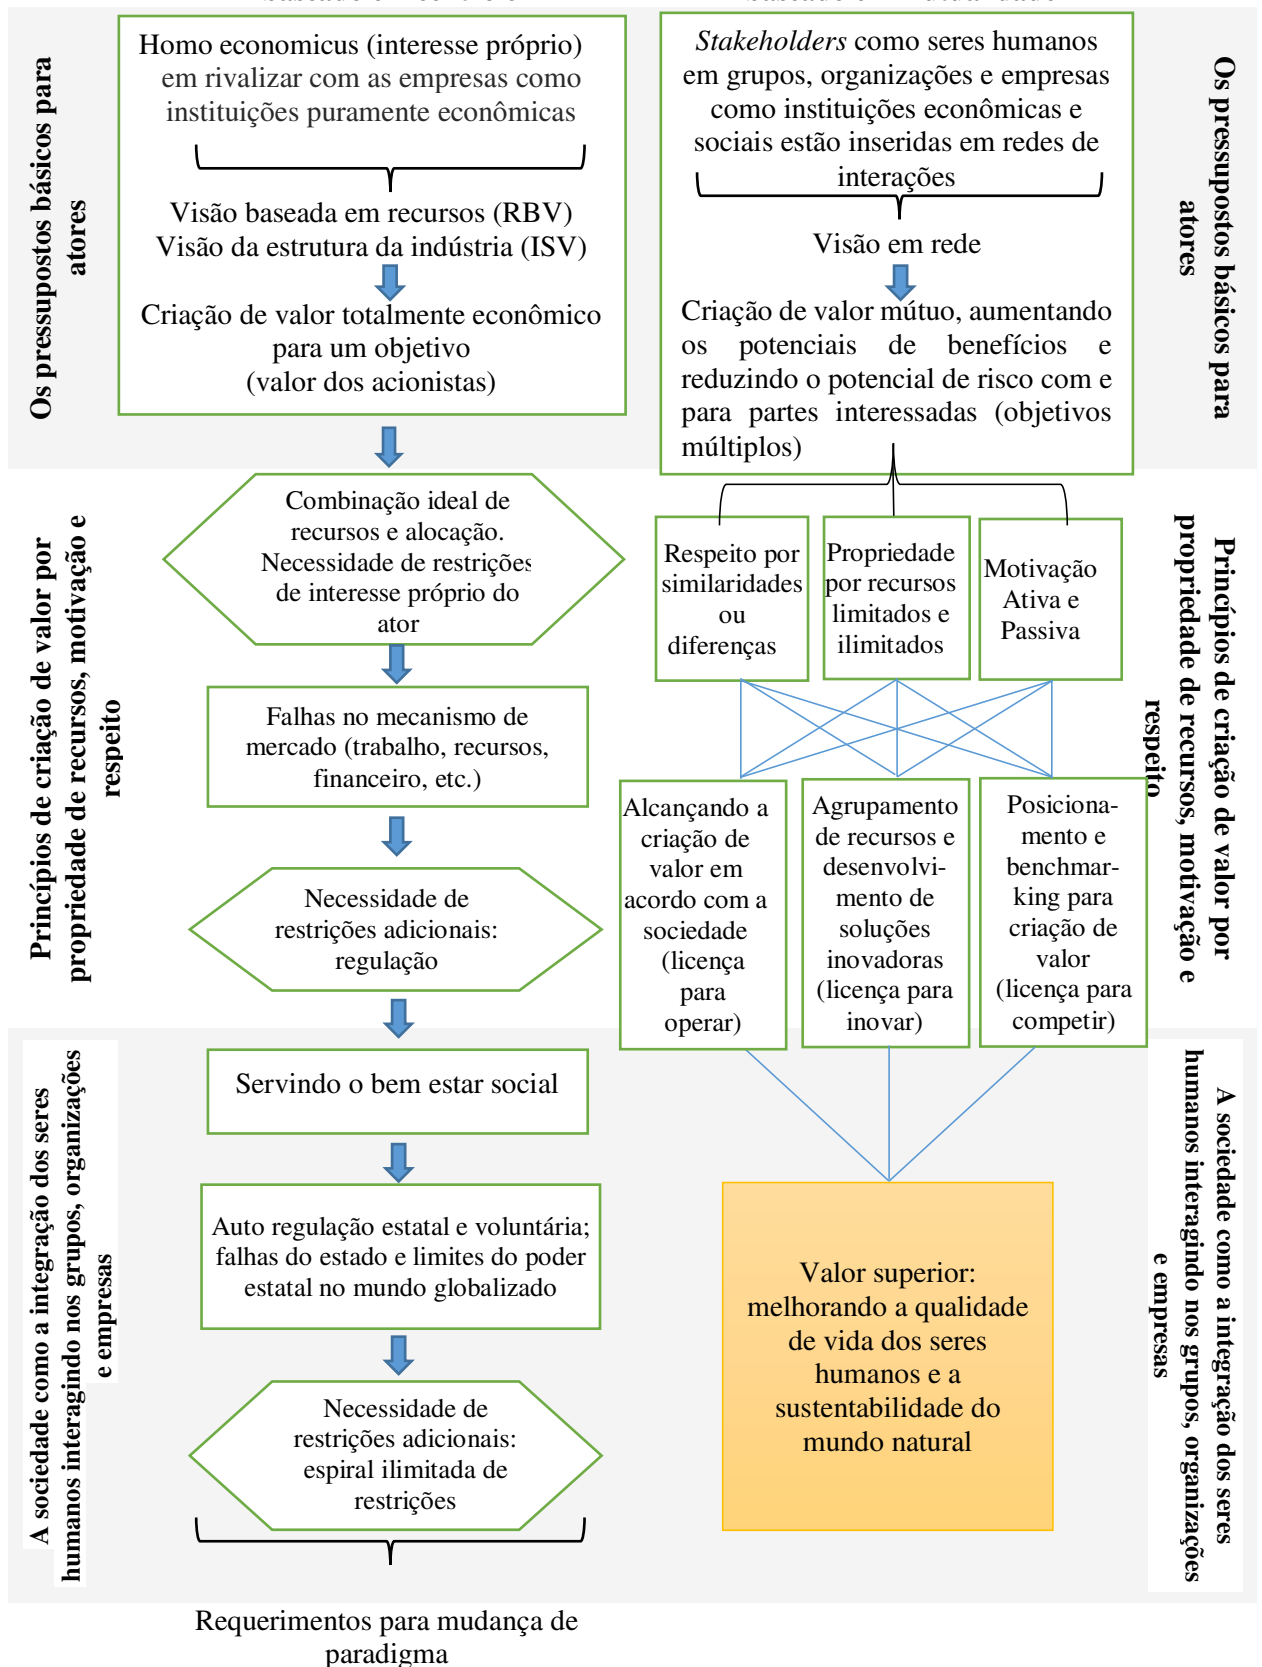 Homo economicus (interesse próprio)
em rivalizar com as empresas como
instituições puramente econômicas
Visão baseada em recursos (RBV)
Visão da estrutura da indústria (ISV)
Criação de valor totalmente econômico
para um objetivo
(valor dos acionistas)
Stakeholders como seres humanos
em grupos, organizações e empresas
como instituições econômicas e
sociais estão inseridas em redes de
interações
Visão em rede
Criação de valor mútuo, aumentando
os potenciais de benefícios e
reduzindo o potencial de risco com e
para partes interessadas (objetivos
múltiplos)
Os pressupostos básicos para
atores
Os pressupostos básicos para
atores
Combinação ideal de
recursos e alocação.
Necessidade de restrições
de interesse próprio do
ator
Falhas no mecanismo de
mercado (trabalho, recursos,
financeiro, etc.)
Necessidade de
restrições adicionais:
regulação
Respeito por
similaridades
ou
diferenças
Propriedade
por recursos
limitados e
ilimitados
Motivação
Ativa e
Passiva
Alcançando a
criação de
valor em
acordo com a
sociedade
(licença
para
operar)
Agrupamento
de recursos e
desenvolvi-
mento de
soluções
inovadoras
(licença para
inovar)
Posiciona-
mento e
benchmar-
king para
criação de
valor
(licença para
competir)
Princípios de criação de valor por
propriedade de recursos, motivação e
respeito
Princípios de criação de valor por
propriedade de recursos, motivação e
respeito
Servindo o bem estar social
Auto regulação estatal e voluntária;
falhas do estado e limites do poder
estatal no mundo globalizado
Necessidade de
restrições adicionais:
espiral ilimitada de
restrições
Valor superior:
melhorando a qualidade
de vida dos seres
humanos e a
sustentabilidade do
mundo natural
A sociedade como a integração dos seres
humanos interagindo nos grupos, organizações
e empresas
A sociedade como a integração dos seres
humanos interagindo nos grupos, organizações
e empresas
Requerimentos para mudança de
paradigma